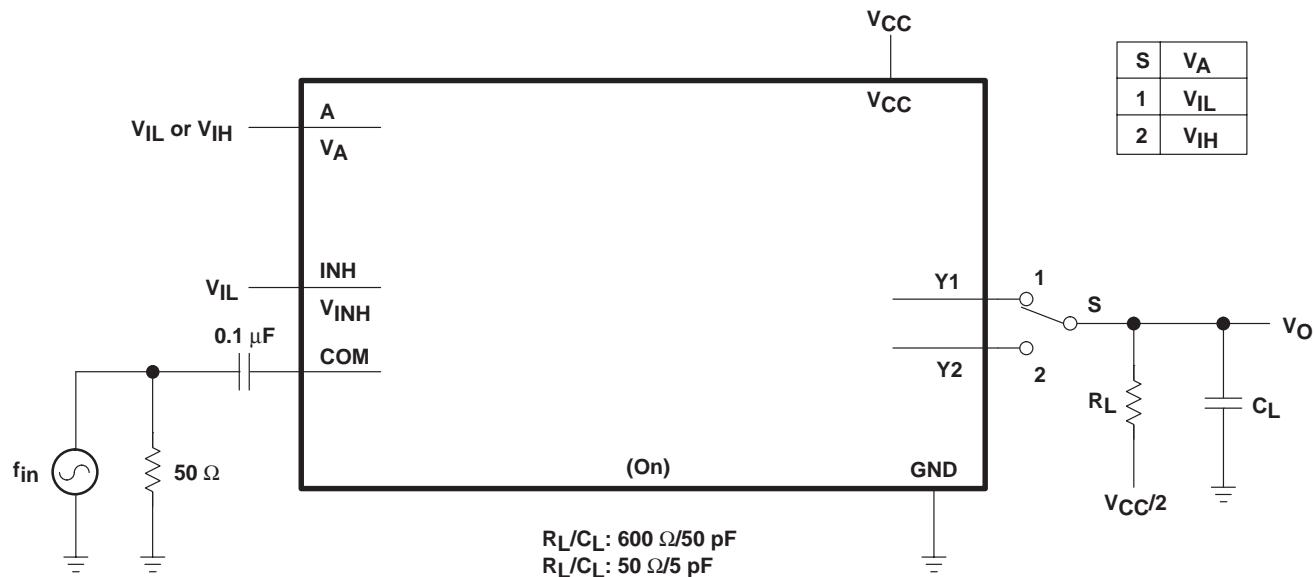 VCC
S VA
1 VIL
2 VIH
VCC
A
VIL or VIH
VA
INH
VIL
VINH
Y1
1
S
VO
0.1 μF
COM
Y2
2
RL
CL
fin
50 Ω
(On)
GND
VCC/2
RL/CL: 600 Ω/50 pF
RL/CL: 50 Ω/5 pF